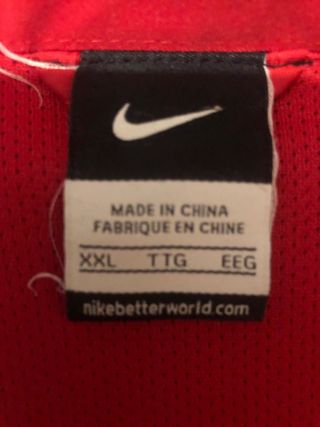 MADE IN CHINA
FABRIQUE EN CHINE
XXL TTG EEG
nikebetterworld.com